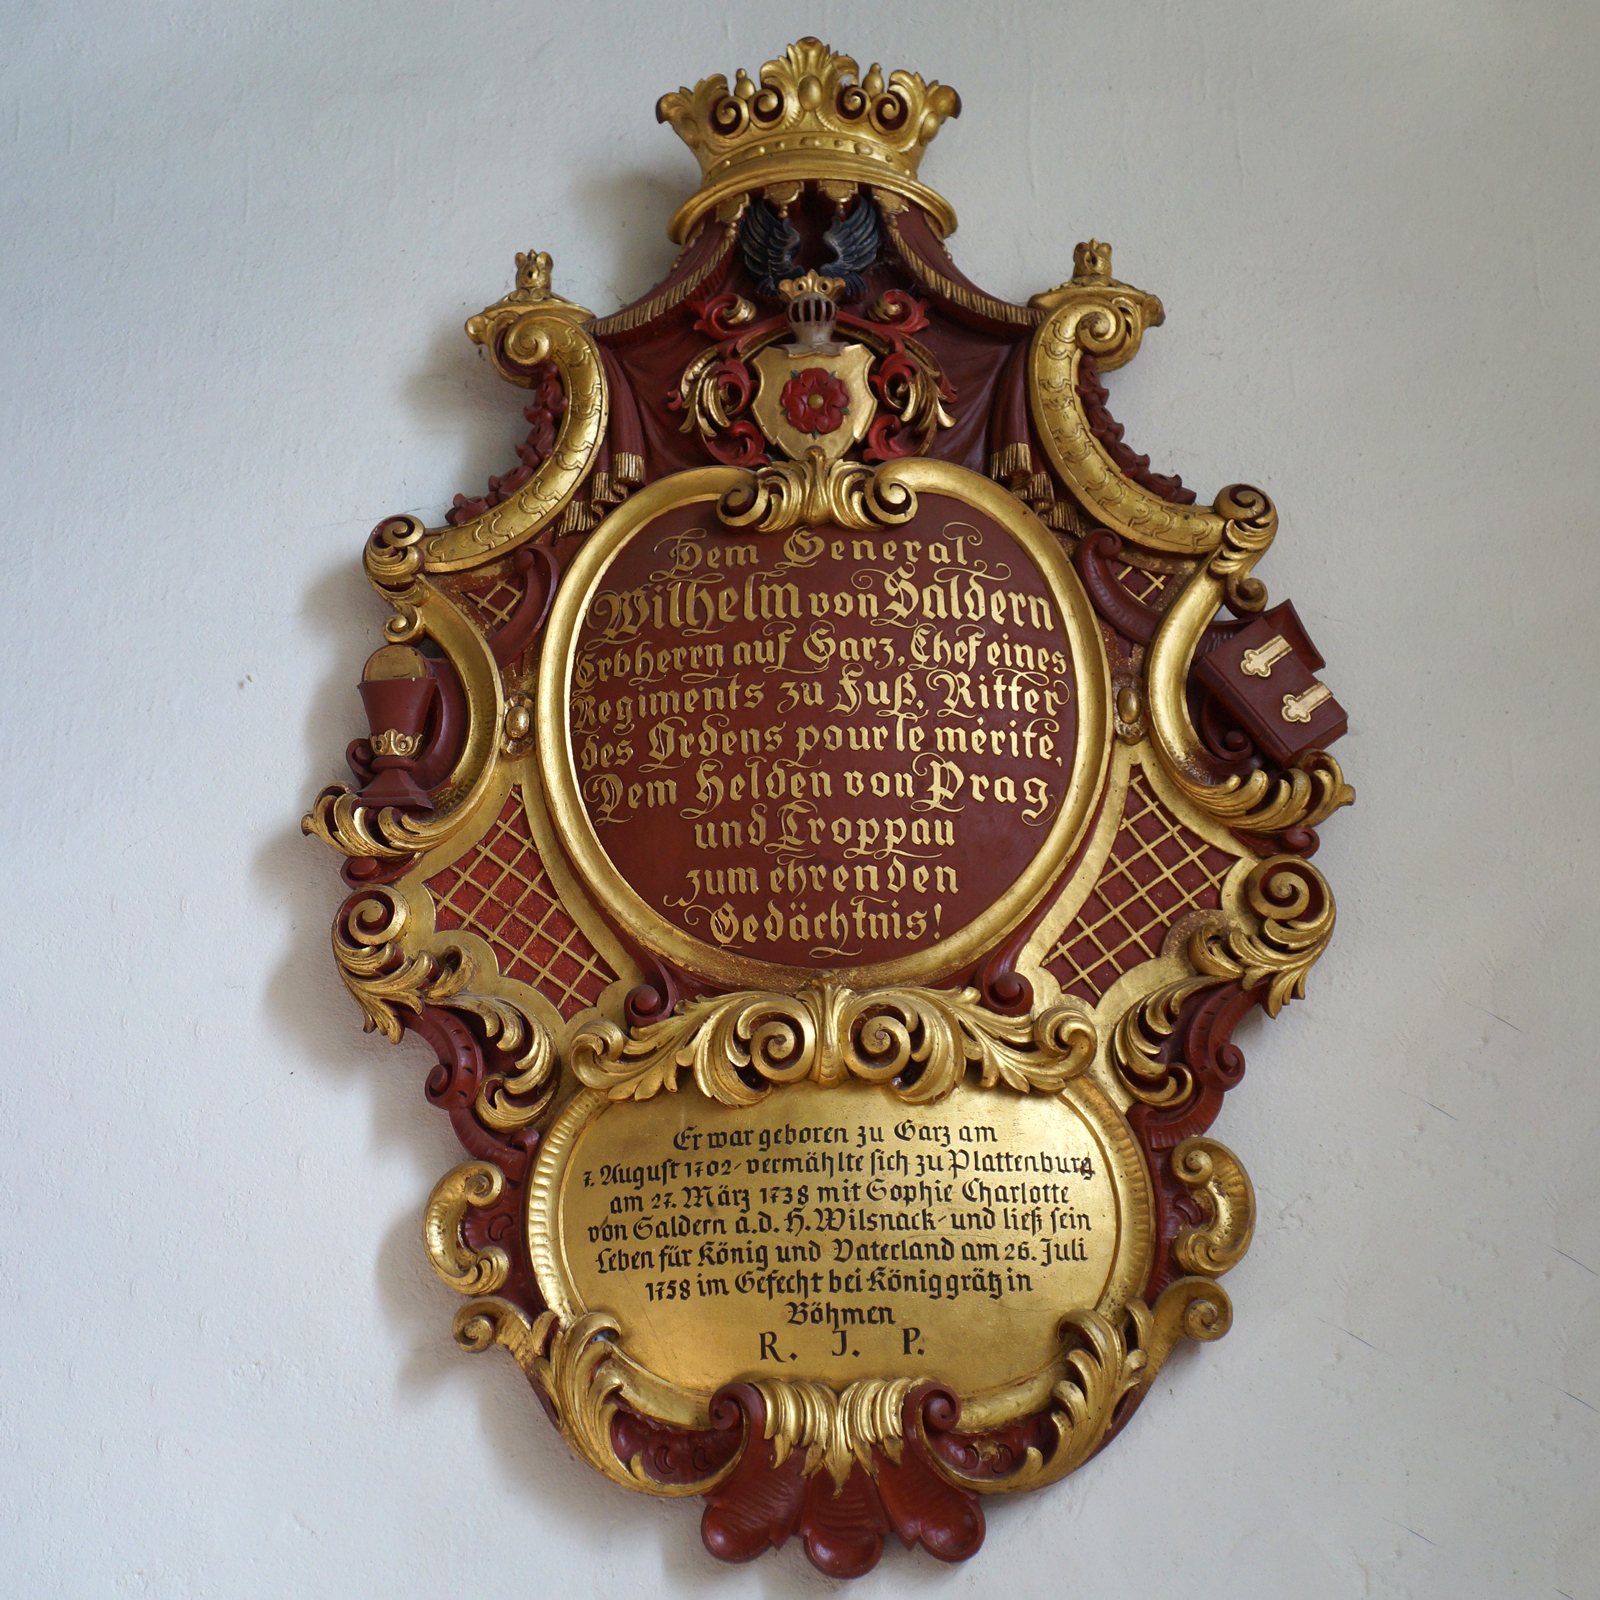 Dem General
Wilhelm von Saldern
Erbherrn auf Garz, Chef eines
Regiments zu Fuß, Ritter
des Ordens pour le mérite,
Dem Helden von Prag
und Troppau
zum ehrenden
Gedächtnis!
Er war geboren zu Garz am
7. August 1702 - vermählte sich zu Plattenburg
am 27. März 1738 mit Sophie Charlotte
von Saldern a.d.H. Wilsnack - und ließ sein
Leben für König und Vaterland am 26. Juli
1758 im Gefecht bei Königgrätz in
Böhmen
R. J. P.